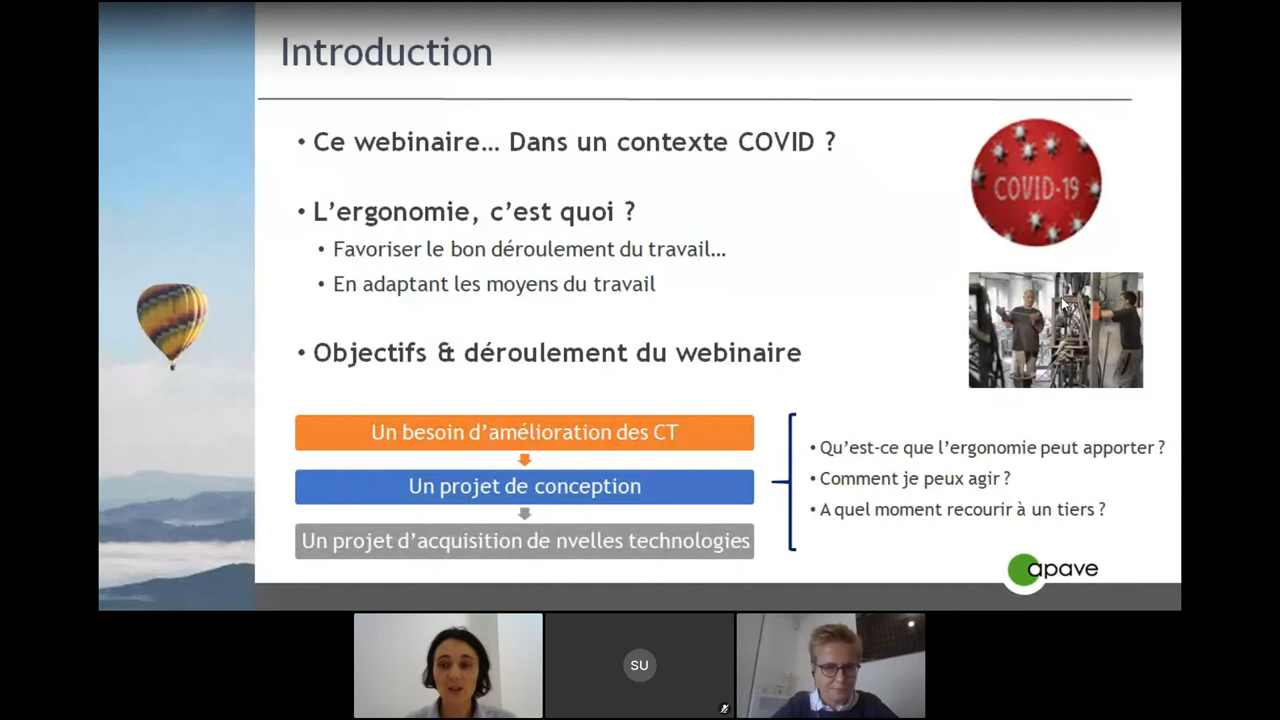 Introduction
• Ce webinaire… Dans un contexte COVID ?
COVID-19
• L'ergonomie, c'est quoi ?
• Favoriser le bon déroulement du travail…
• En adaptant les moyens du travail
• Objectifs & déroulement du webinaire
Un besoin d'amélioration des CT
Un projet de conception
Un projet d'acquisition de nvelles technologies
• Qu'est-ce que l'ergonomie peut apporter ?
• Comment je peux agir ?
• A quel moment recourir à un tiers ?
apave
SU